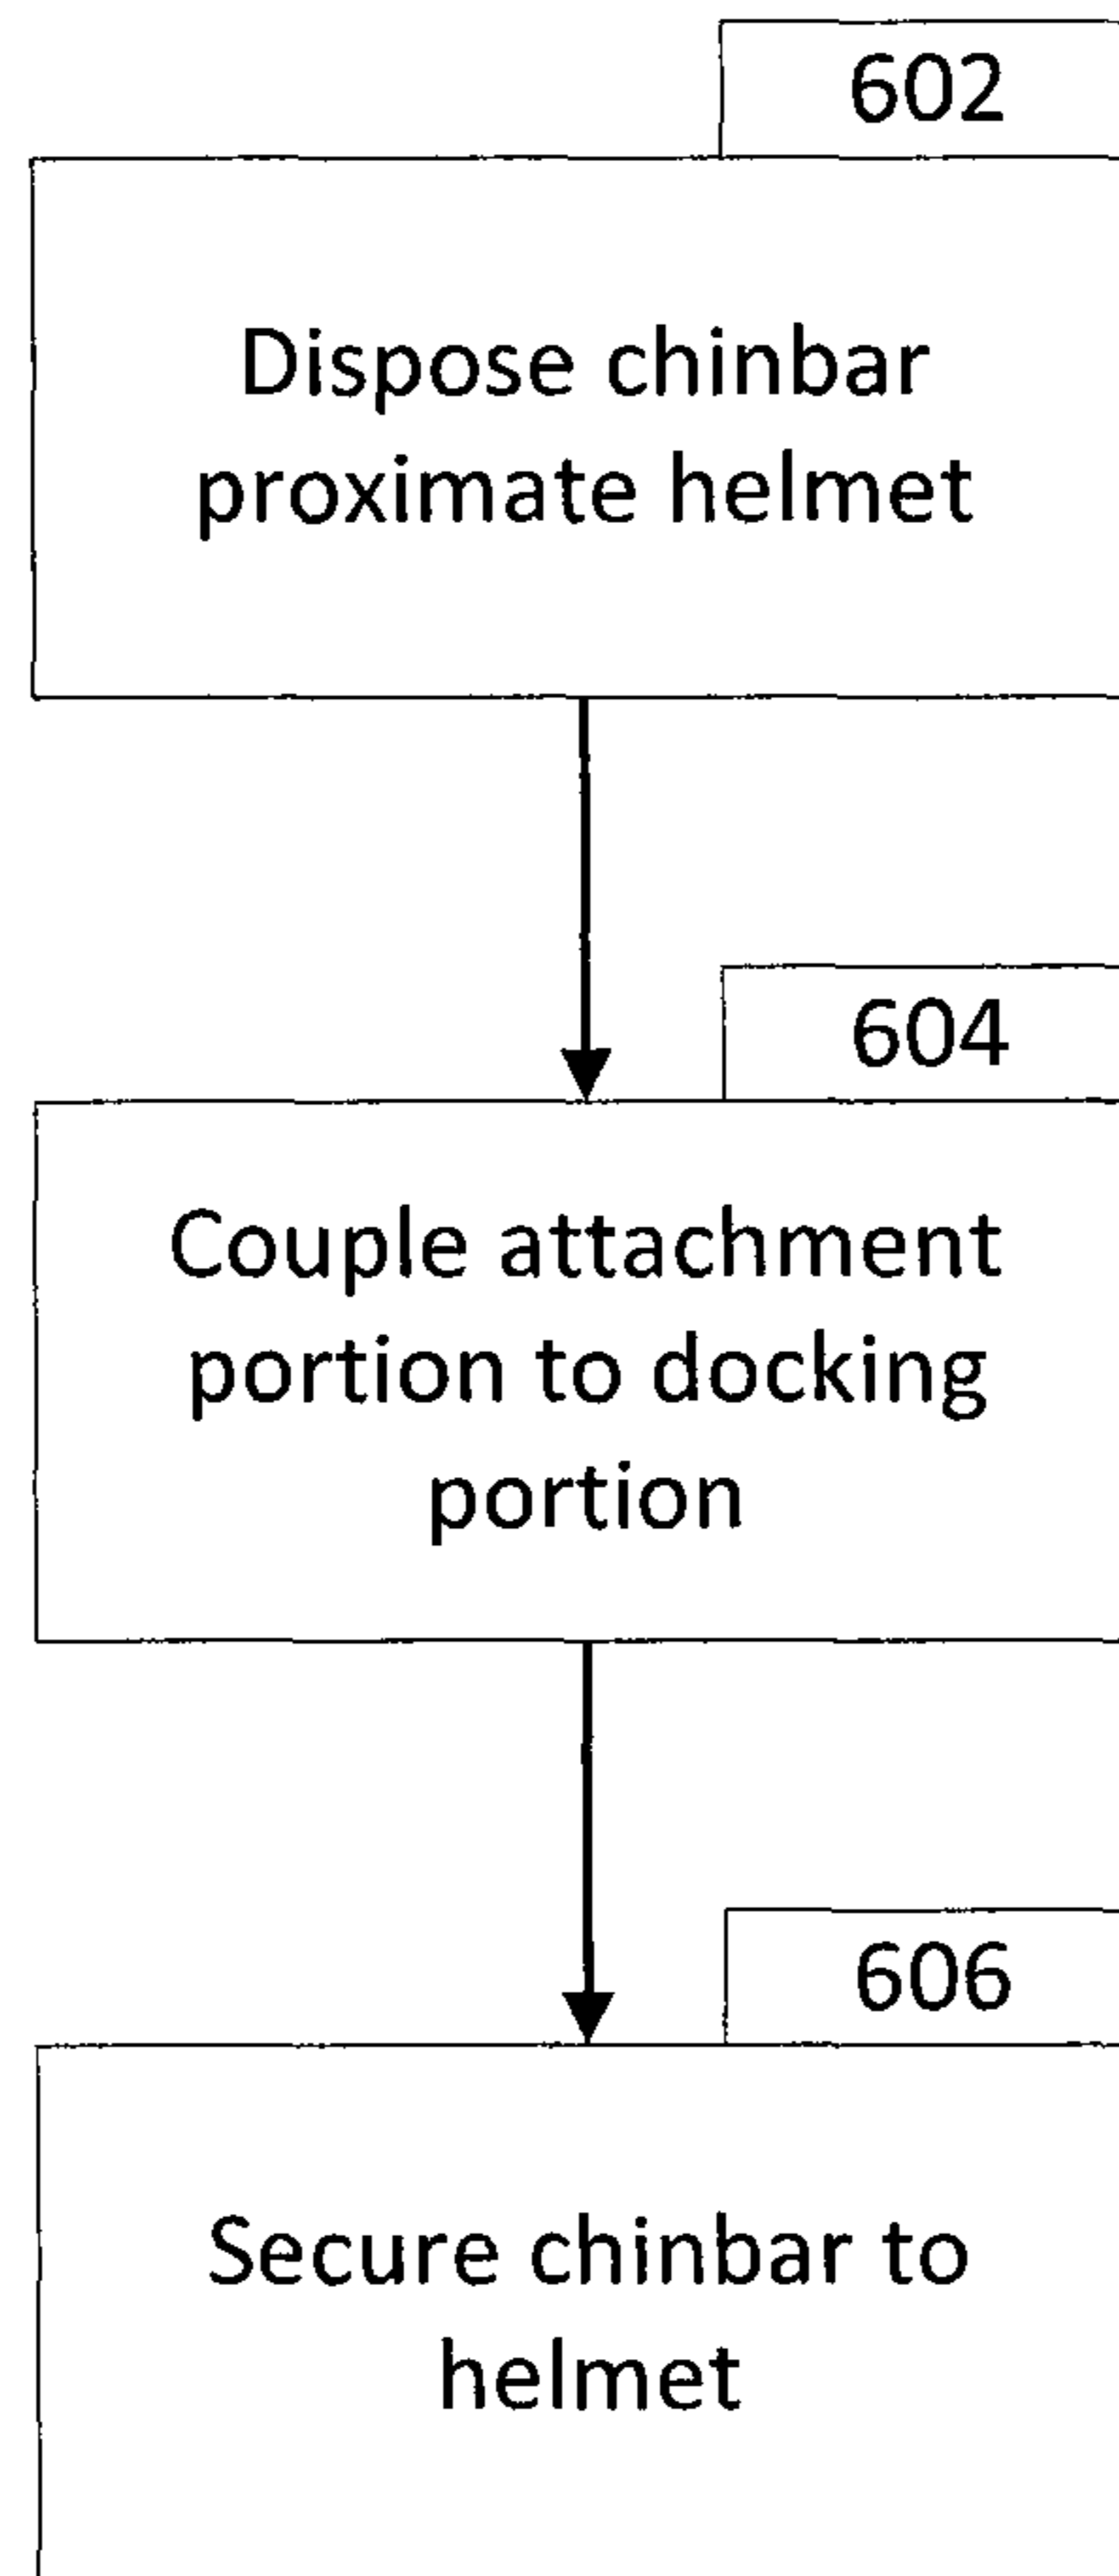 602
Dispose chinbar
proximate helmet
604
Couple attachment
portion to docking
portion
606
Secure chinbar to
helmet